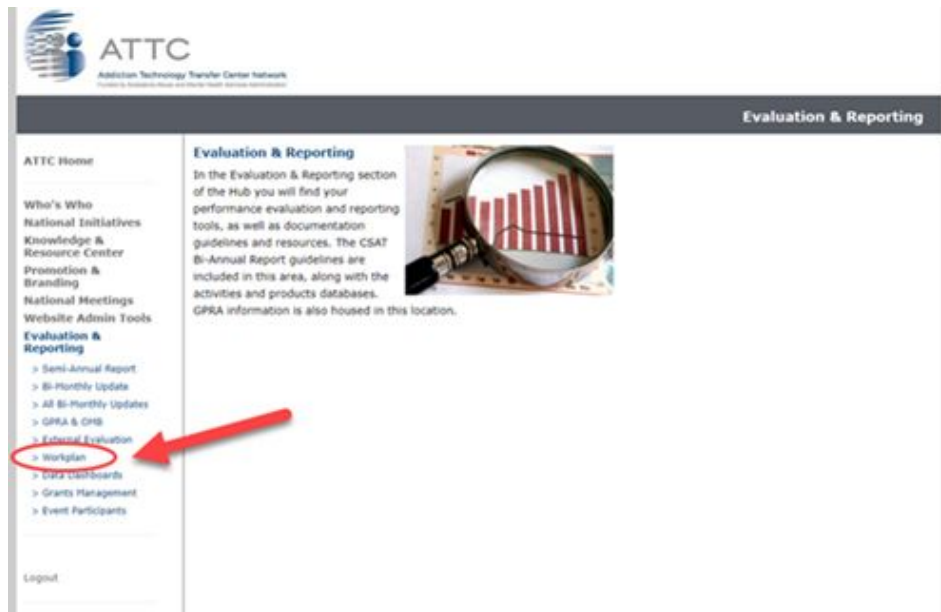 ATTC
Addiction Technology Transfer Center Network
Evaluation & Reporting
ATTC Home
Who's Who
National Initiatives
Knowledge &
Resource Center
Promotion &
Branding
National Meetings
Website Admin Tools
Evaluation &
Reporting
> Semi-Annual Report
> Bi-Monthly Update
> All Bi-Monthly Updates
> GPRA & OMB
> External Evaluation
> Workplan
> Data Dashboards
> Grants Management
> Event Participants
Logout
Evaluation & Reporting
In the Evaluation & Reporting section
of the Hub you will find your
performance evaluation and reporting
tools, as well as documentation
guidelines and resources. The CSAT
Bi-Annual Report guidelines are
included in this area, along with the
activities and products databases.
GPRA information is also housed in this location.